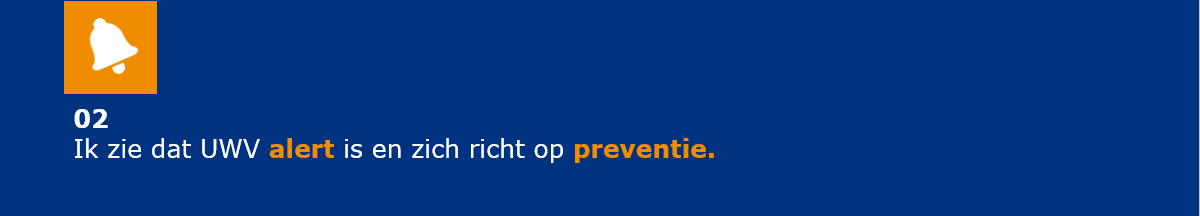 02
Ik zie dat UWV alert is en zich richt op preventie.